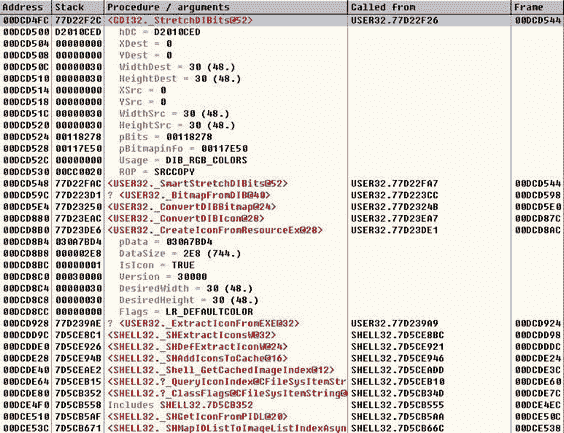 Address Stack Procedure / arguments Called from Frame
00DCD4FC 77D22F2C <GDI32._StretchDIBits@52> USER32.77D22F26 00DCD544
00DCD500 D2010CED hDC = D2010CED
00DCD504 00000000 XDest = 0
00DCD508 00000000 YDest = 0
00DCD50C 00000030 WidthDest = 30 (48.)
00DCD510 00000030 HeightDest = 30 (48.)
00DCD514 00000000 XSrc = 0
00DCD518 00000000 YSrc = 0
00DCD51C 00000030 WidthSrc = 30 (48.)
00DCD520 00000030 HeightSrc = 30 (48.)
00DCD524 00118278 pBits = 00118278
00DCD528 00117E50 pBitmapinfo = 00117E50
00DCD52C 00000000 Usage = DIB_RGB_COLORS
00DCD530 00CC0020 ROP = SRCCOPY
00DCD548 77D22FAC <USER32._SmartStretchDIBits@52> USER32.77D22FA7 00DCD544
00DCD59C 77D223D1 ? <USER32._BitmapFromDIB@40> USER32.77D223CC 00DCD598
00DCD5E4 77D23250 <USER32._ConvertDIBBitmap@24> USER32.77D2324B 00DCD5E0
00DCD880 77D23EAC <USER32._ConvertDIBIcon@28> USER32.77D23EA7 00DCD87C
00DCD8B0 77D23DE6 <USER32._CreateIconFromResourceEx@28> USER32.77D23DE1 00DCD8AC
00DCD8B4 030A7BD4 pData = 030A7BD4
00DCD8B8 000002E8 DataSize = 2E8 (744.)
00DCD8BC 00000001 IsIcon = TRUE
00DCD8C0 00030000 Version = 30000
00DCD8C4 00000030 DesiredWidth = 30 (48.)
00DCD8C8 00000030 DesiredHeight = 30 (48.)
00DCD8CC 00000000 Flags = LR_DEFAULTCOLOR
00DCD928 77D239AE ? <USER32._ExtractIconFromEXE@32> USER32.77D239A9 00DCD924
00DCDD9C 7D5CE8C1 <SHELL32._SHExtractIconsW@32> SHELL32.7D5CE8BC 00DCDD98
00DCDDE0 7D5CE926 <SHELL32._SHDefExtractIconW@24> SHELL32.7D5CE921 00DCDDDC
00DCDE28 7D5CE94B <SHELL32._SHAddIconsToCache@16> SHELL32.7D5CE946 00DCDE24
00DCDE40 7D5CEAE2 <SHELL32._Shell_GetCachedImageIndex@12> SHELL32.7D5CEADD 00DCDE3C
00DCDE64 7D5CEB15 <SHELL32.?_QueryIconIndex@CFileSysItemStr SHELL32.7D5CEB10 00DCDE60
00DCDE80 7D5CB352 <SHELL32.?_ClassFlags@CFileSysItemString@ SHELL32.7D5CB34D 00DCDE7C
00DCE4F0 7D5CB558 Includes SHELL32.7D5CB352 SHELL32.7D5CB555 00DCE4EC
00DCE510 7D5CB5AF <SHELL32._SHGetIconFromPIDL@20> SHELL32.7D5CB5AA 00DCE50C
00DCE53C 7D5CB671 <SHELL32._SHMapIDListToImageListIndexAsyn SHELL32.7D5CB66C 00DCE538